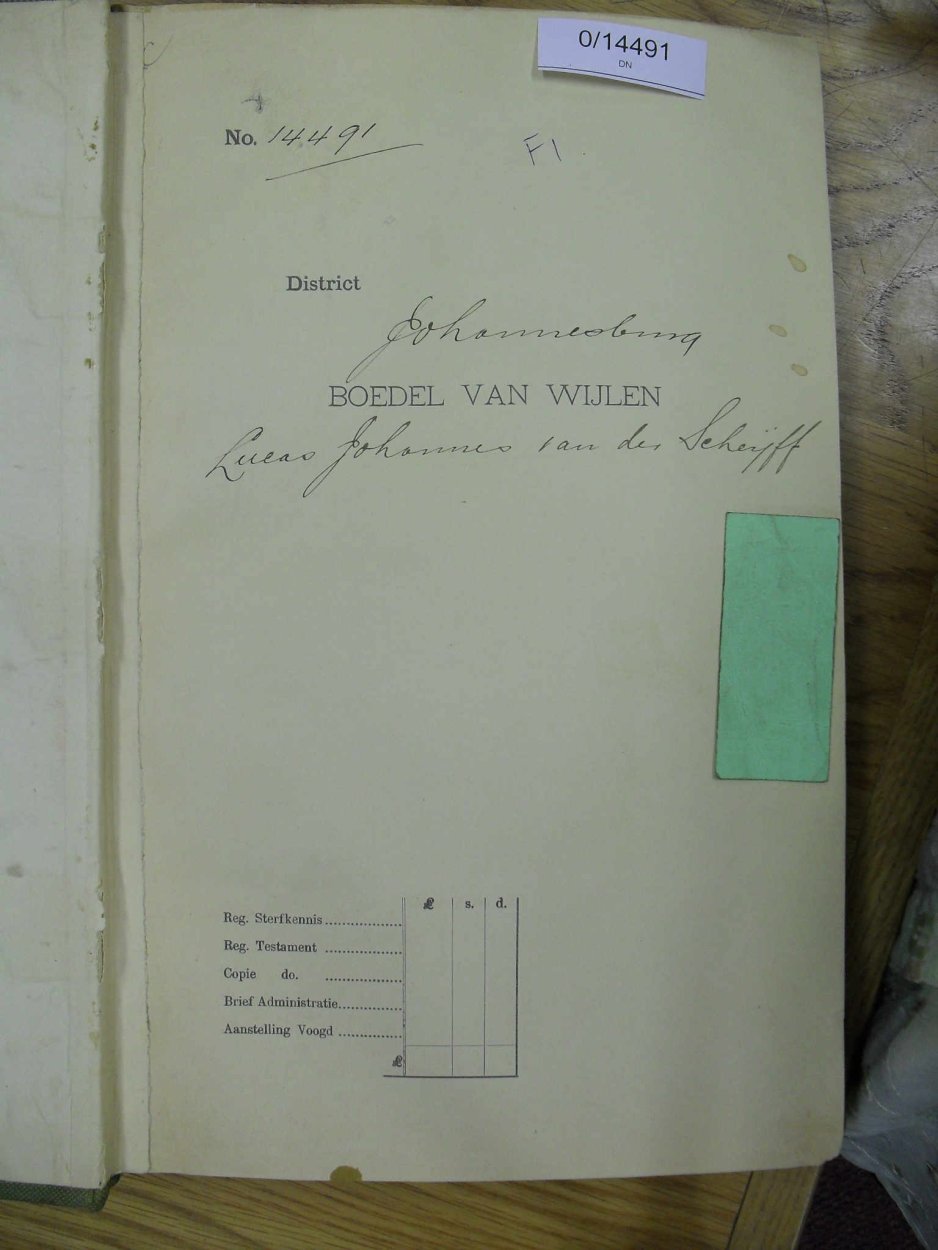 0/14491
DN
No. 14491
F1
District
Johannesburg
BOEDEL VAN WIJLEN
Lucas Johannes van der Scheijff
£ s. d.
Reg. Sterfkennis
Reg. Testament
Copie do.
Brief Administratie
Aanstelling Voogd
£